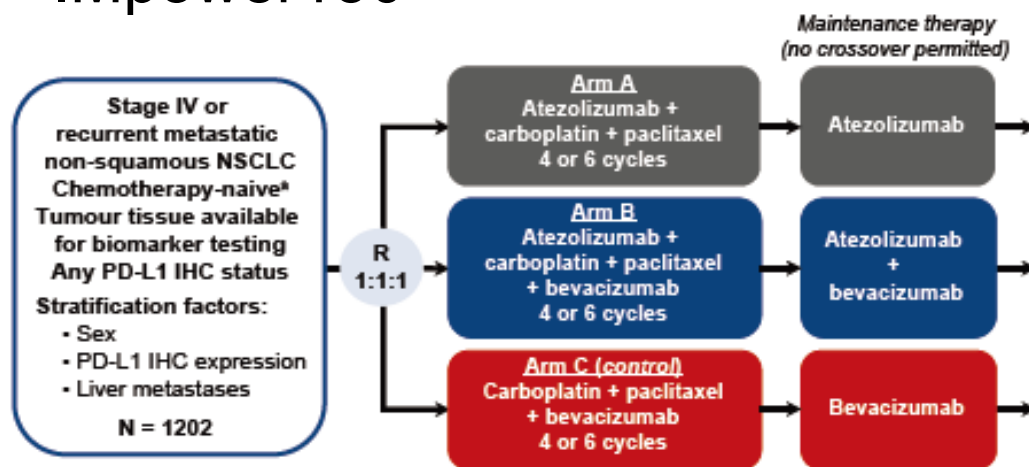 Maintenance therapy
(no crossover permitted)
Stage IV or
recurrent metastatic
non-squamous NSCLC
Chemotherapy-naiveª
Tumour tissue available
for biomarker testing
Any PD-L1 IHC status
Stratification factors:
• Sex
• PD-L1 IHC expression
• Liver metastases
N = 1202
R
1:1:1
Arm A
Atezolizumab +
carboplatin + paclitaxel
4 or 6 cycles
Atezolizumab
Arm B
Atezolizumab +
carboplatin + paclitaxel
+ bevacizumab
4 or 6 cycles
Atezolizumab
+
bevacizumab
Arm C (control)
Carboplatin + paclitaxel
+ bevacizumab
4 or 6 cycles
Bevacizumab